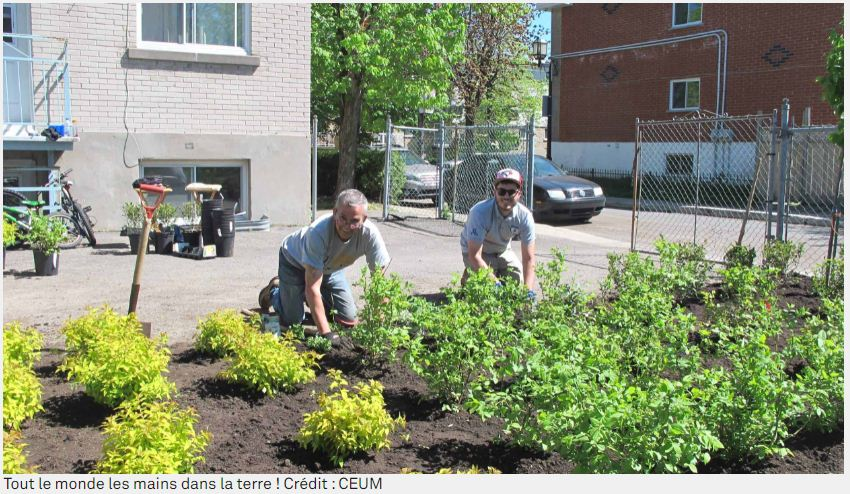 Tout le monde les mains dans la terre ! Crédit : CEUM